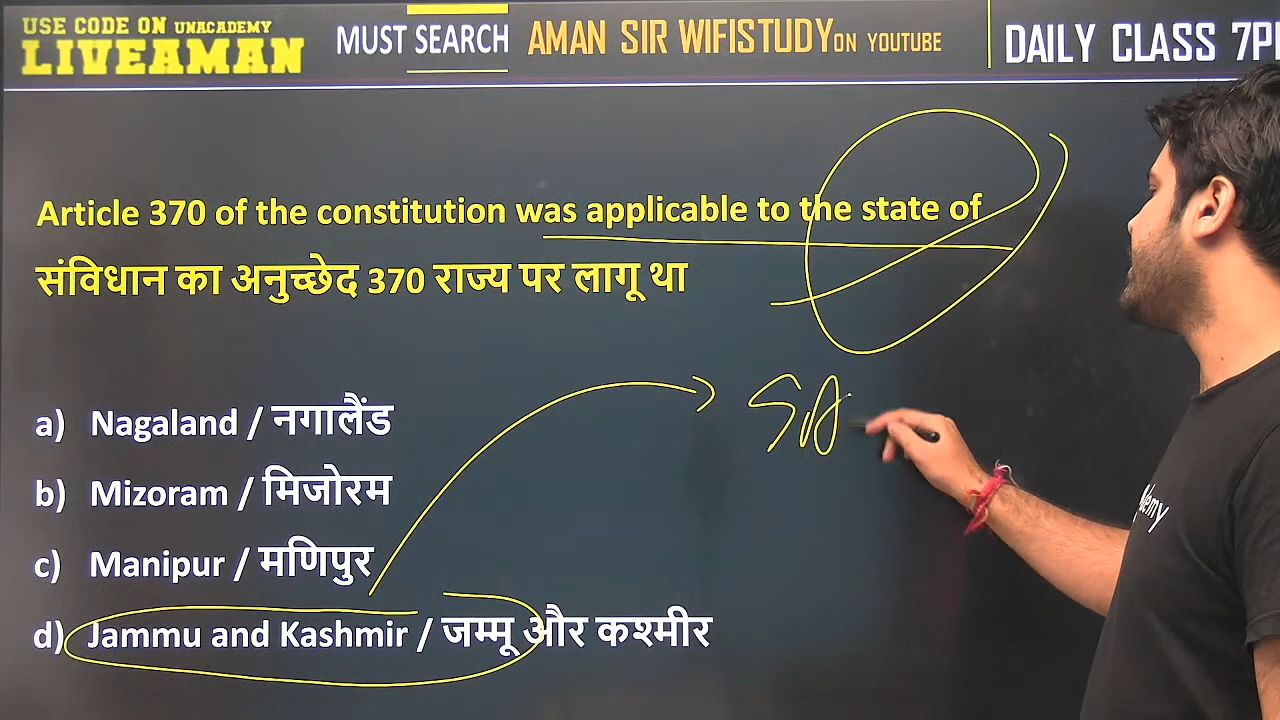 USE CODE ON UNACADEMY
LIVEAMAN
MUST SEARCH AMAN SIR WIFISTUDY ON YOUTUBE
DAILY CLASS 7P
Article 370 of the constitution was applicable to the state of
संविधान का अनुच्छेद 370 राज्य पर लागू था
a) Nagaland / नगालैंड
b) Mizoram / मिजोरम
c) Manipur / मणिपुर
d) Jammu and Kashmir / जम्मू और कश्मीर
demy